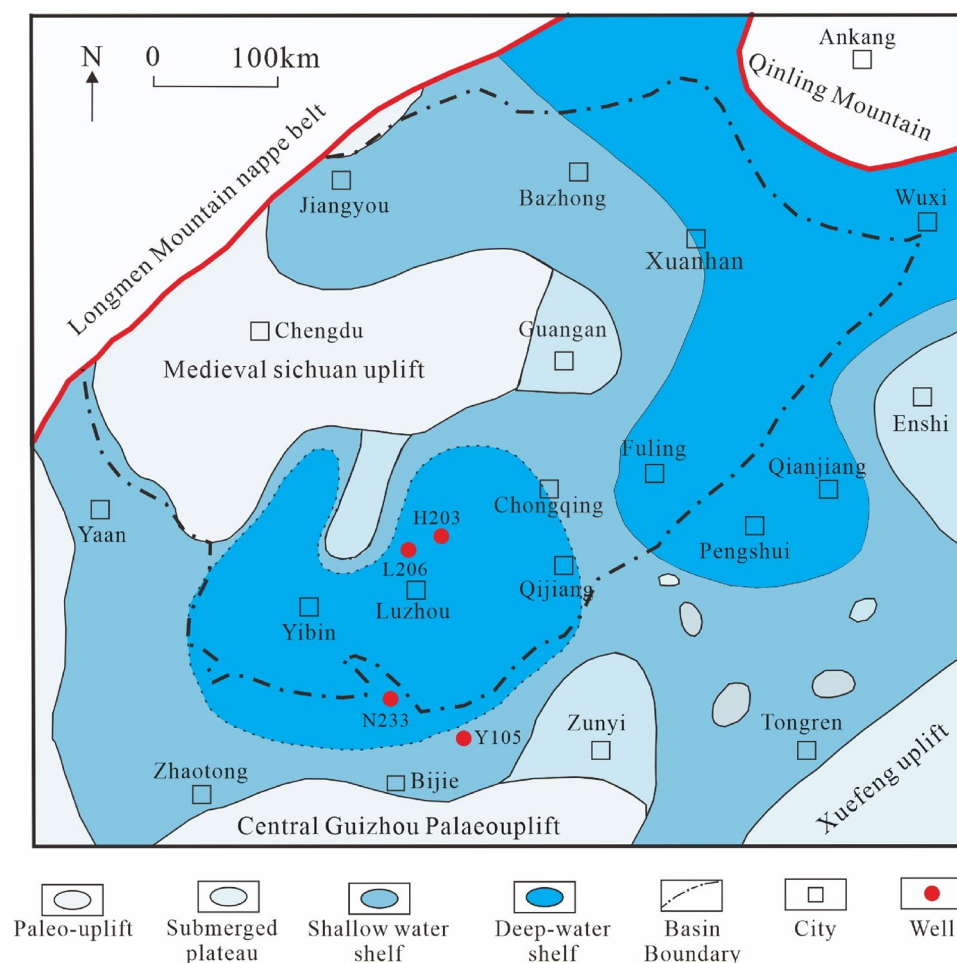 N
0
100km
Ankang
Qinling Mountain
Longmen Mountain nappe belt
Jiangyou
Bazhong
Wuxi
Xuanhan
Chengdu
Guangan
Medieval sichuan uplift
Enshi
Fuling
Qianjiang
Chongqing
Yaan
H203
Pengshui
L206
Qijiang
Luzhou
Yibin
N233
Y105
Zunyi
Tongren
Zhaotong
Bijie
Xuefeng uplift
Central Guizhou Palaeouplift
Paleo-uplift
Submerged
plateau
Shallow water
shelf
Deep-water
shelf
Basin
Boundary
City
Well